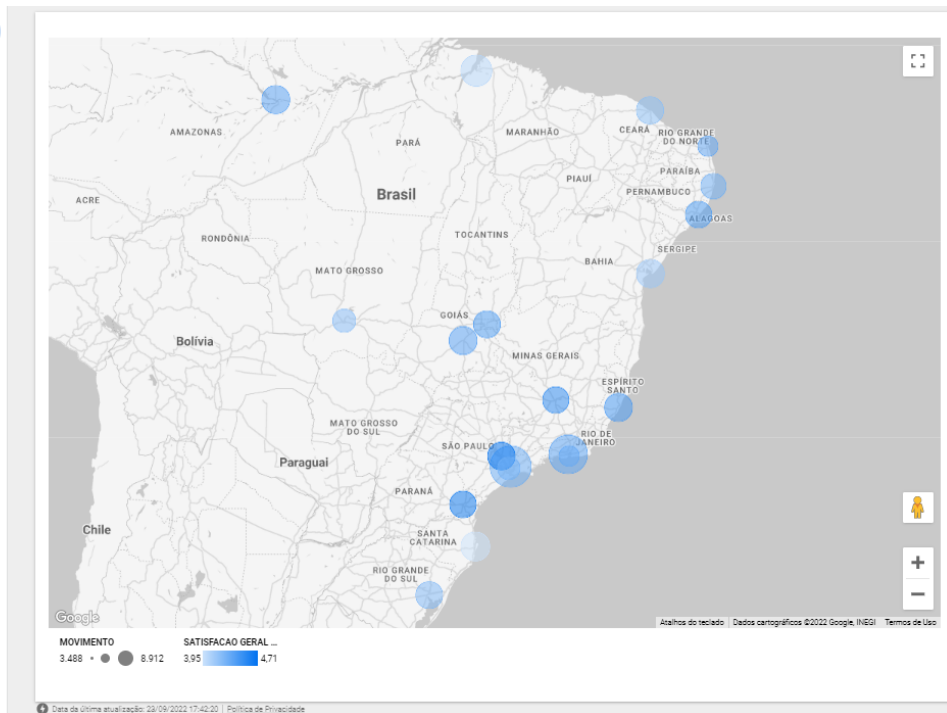 AMAZONAS
PARÁ
MARANHÃO
CEARÁ
RIO GRANDE
DO NORTE
PARAÍBA
PIAUÍ
PERNAMBUCO
Brasil
ACRE
ALAGOAS
TOCANTINS
RONDÔNIA
SERGIPE
BAHIA
MATO GROSSO
GOIÁS
Bolívia
MINAS GERAIS
ESPÍRITO
SANTO
MATO GROSSO
DO SUL
RIO DE
JANEIRO
SÃO PAULO
Paraguai
PARANÁ
Chile
SANTA
CATARINA
RIO GRANDE
DO SUL
Google
Atalhos do teclado Dados cartográficos ©2022 Google, INEGI Termos de Uso
MOVIMENTO SATISFACAO GERAL ...
3.488 8.912 3,95 4,71
Data da última atualização: 23/09/2022 17:42:20 | Política de Privacidade